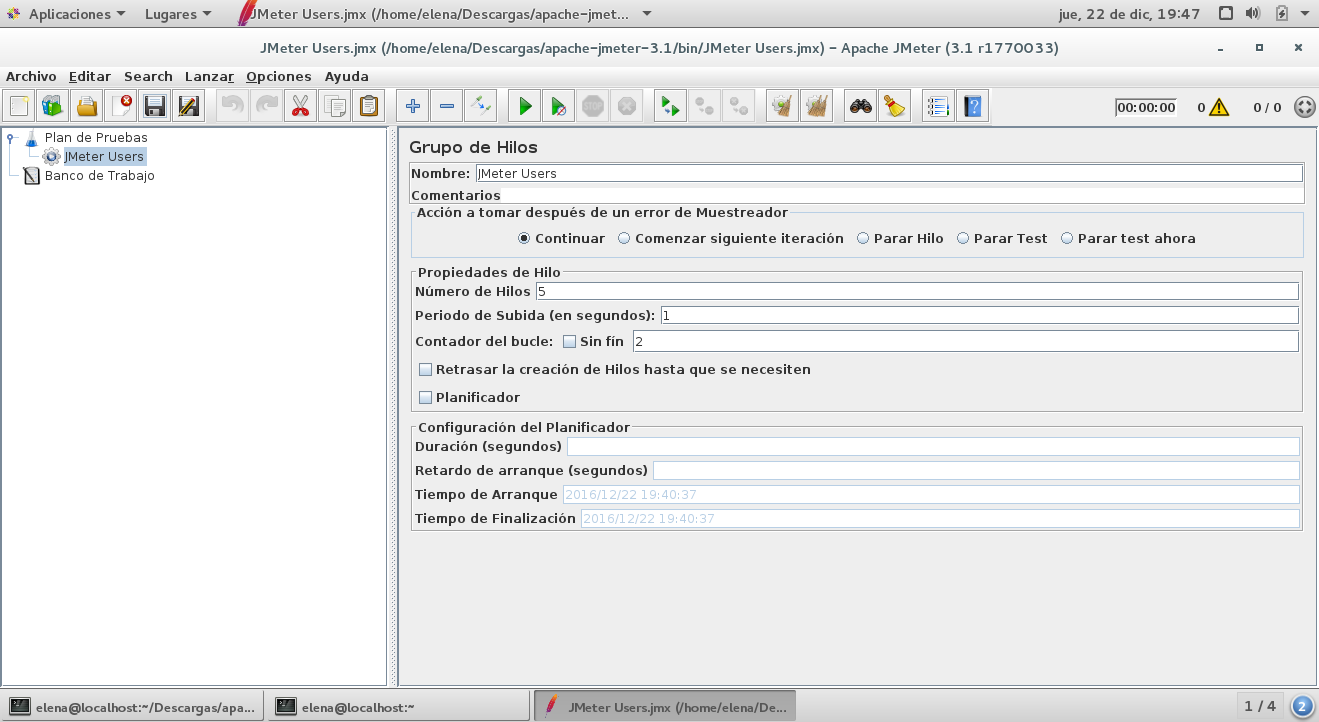 Aplicaciones Lugares JMeter Users.jmx (/home/elena/Descargas/apache-jmet... jue, 22 de dic, 19:47
JMeter Users.jmx (/home/elena/Descargas/apache-jmeter-3.1/bin/JMeter Users.jmx) - Apache JMeter (3.1 r1770033)
Archivo Editar Search Lanzar Opciones Ayuda
STOP ? 00:00:00 0 0 / 0
Plan de Pruebas
JMeter Users
Banco de Trabajo
Grupo de Hilos
Nombre: JMeter Users
Comentarios
Acción a tomar después de un error de Muestreador
Continuar Comenzar siguiente iteración Parar Hilo Parar Test Parar test ahora
Propiedades de Hilo
Número de Hilos 5
Periodo de Subida (en segundos): 1
Contador del bucle: Sin fín 2
Retrasar la creación de Hilos hasta que se necesiten
Planificador
Configuración del Planificador
Duración (segundos)
Retardo de arranque (segundos)
Tiempo de Arranque 2016/12/22 19:40:37
Tiempo de Finalización 2016/12/22 19:40:37
elena@localhost:~/Descargas/apa... elena@localhost:~ JMeter Users.jmx (/home/elena/De... 1 / 4 2